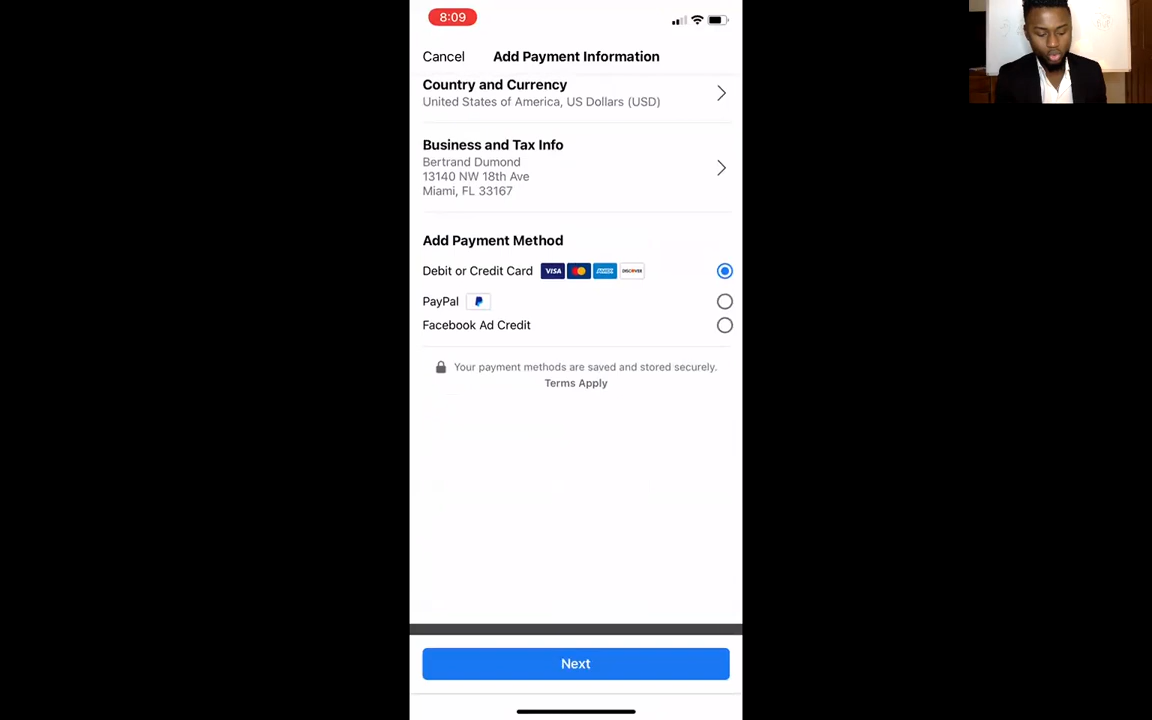 8:09
Cancel
Add Payment Information
Country and Currency
United States of America, US Dollars (USD)
Business and Tax Info
Bertrand Dumond
13140 NW 18th Ave
Miami, FL 33167
Add Payment Method
Debit or Credit Card VISA DISCOVER
PayPal
Facebook Ad Credit
Your payment methods are saved and stored securely.
Terms Apply
Next